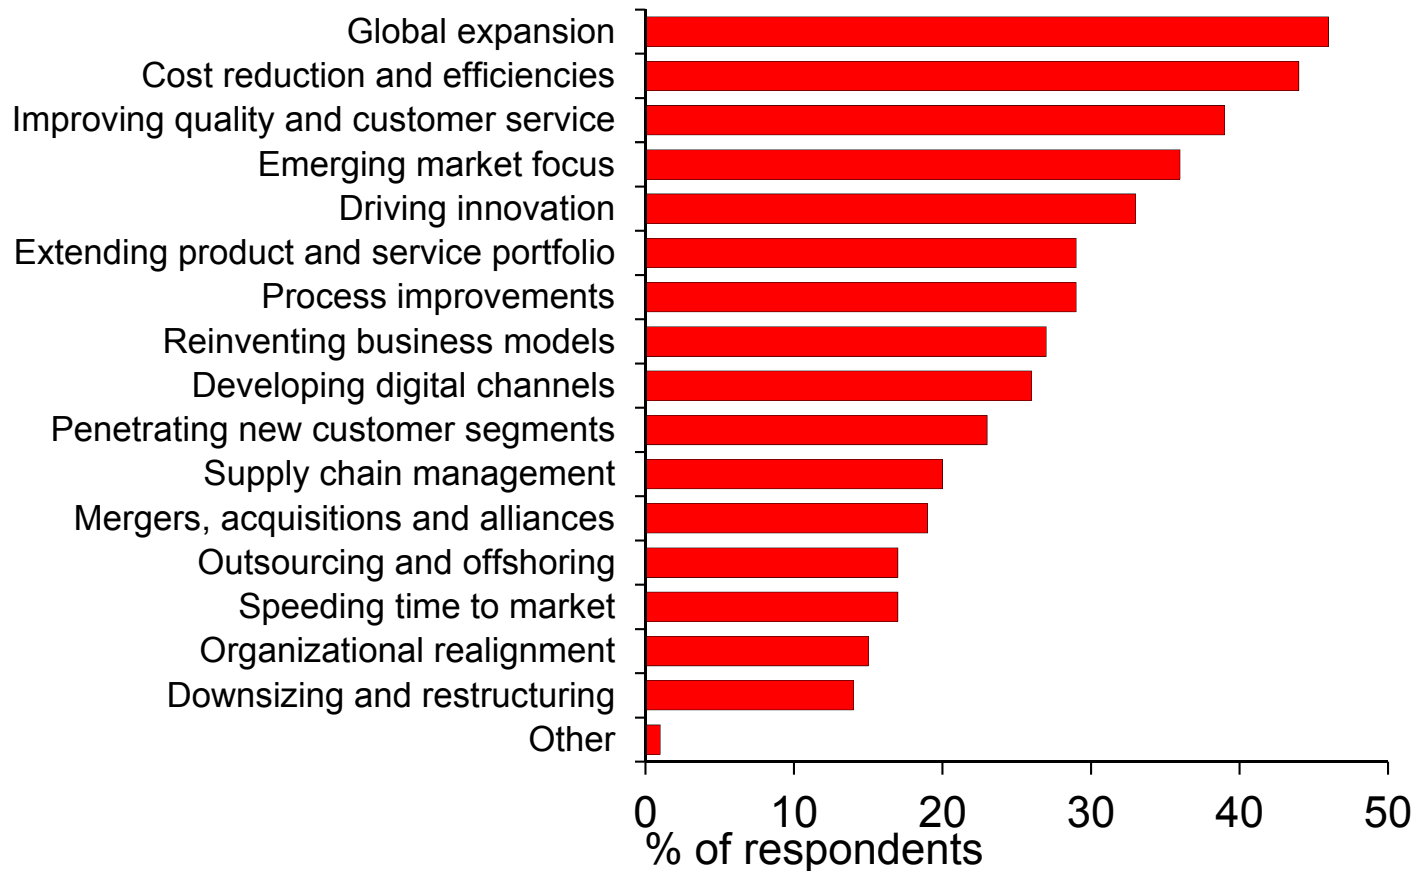 Global expansion
Cost reduction and efficiencies
Improving quality and customer service
Emerging market focus
Driving innovation
Extending product and service portfolio
Process improvements
Reinventing business models
Developing digital channels
Penetrating new customer segments
Supply chain management
Mergers, acquisitions and alliances
Outsourcing and offshoring
Speeding time to market
Organizational realignment
Downsizing and restructuring
Other
0 10 20 30 40 50
% of respondents